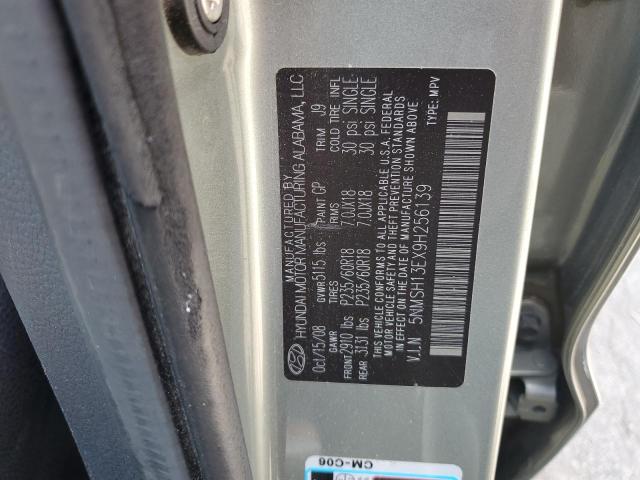 MANUFACTURED BY
HYUNDAI MOTOR MANUFACTURING ALABAMA, LLC
Oct/15/08 GVWR 5115 lbs PAINT GP TRIM J9
GAWR TIRES RIMS COLD TIRE INFL
FRONT 2910 lbs P235/60R18 7.0JX18 30 psi SINGLE
REAR 3131 lbs P235/60R18 7.0JX18 30 psi SINGLE
THIS VEHICLE CONFORMS TO ALL APPLICABLE U.S.A. FEDERAL
MOTOR VEHICLE SAFETY AND THEFT PREVENTION STANDARDS
IN EFFECT ON THE DATE OF MANUFACTURE SHOWN ABOVE
V.I.N 5NMSH13EX9H256139
TYPE: MPV
CM-C06